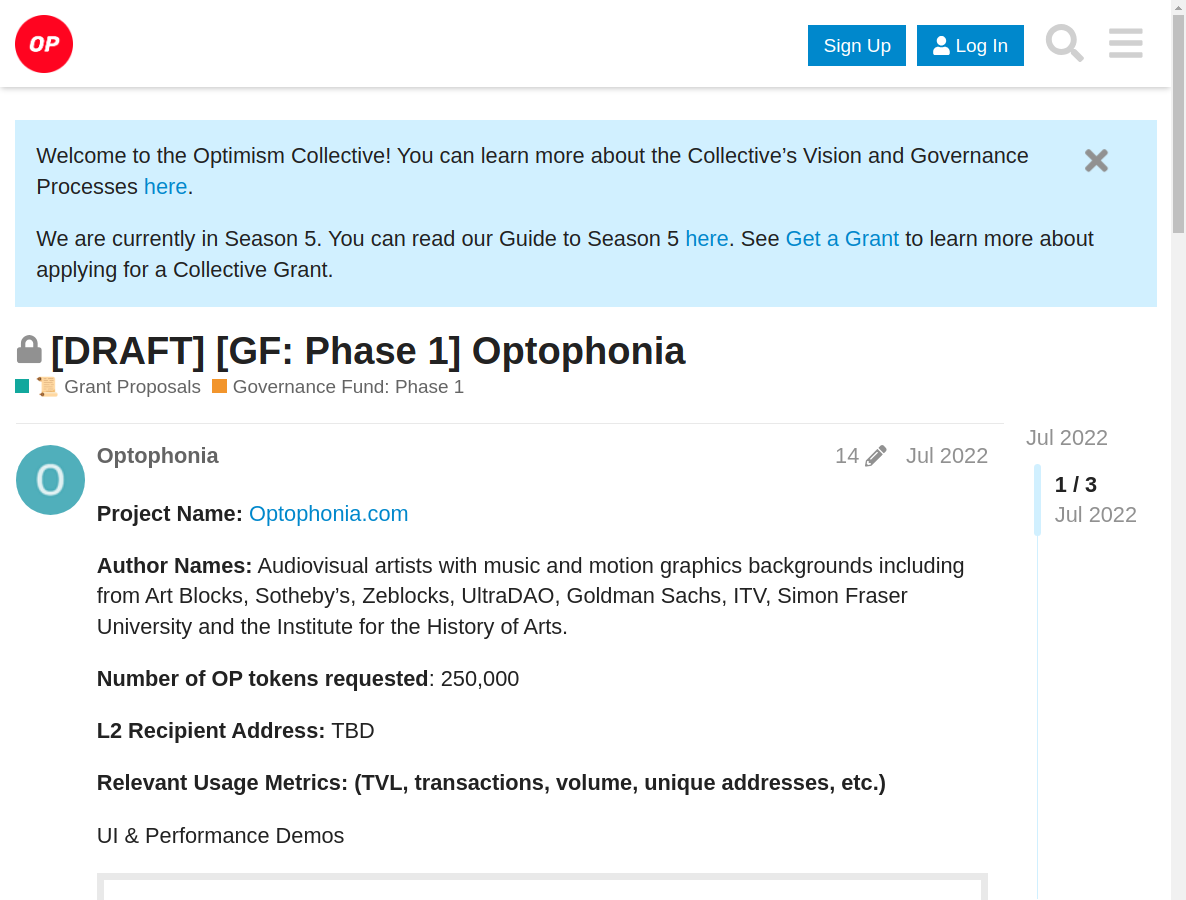 OP
Sign Up
Log In
Welcome to the Optimism Collective! You can learn more about the Collective’s Vision and Governance
Processes here.
We are currently in Season 5. You can read our Guide to Season 5 here. See Get a Grant to learn more about
applying for a Collective Grant.
[DRAFT] [GF: Phase 1] Optophonia
📜 Grant Proposals Governance Fund: Phase 1
O
Optophonia
14 Jul 2022
Project Name: Optophonia.com
Author Names: Audiovisual artists with music and motion graphics backgrounds including
from Art Blocks, Sotheby’s, Zeblocks, UltraDAO, Goldman Sachs, ITV, Simon Fraser
University and the Institute for the History of Arts.
Number of OP tokens requested: 250,000
L2 Recipient Address: TBD
Relevant Usage Metrics: (TVL, transactions, volume, unique addresses, etc.)
UI & Performance Demos
Jul 2022
1 / 3
Jul 2022